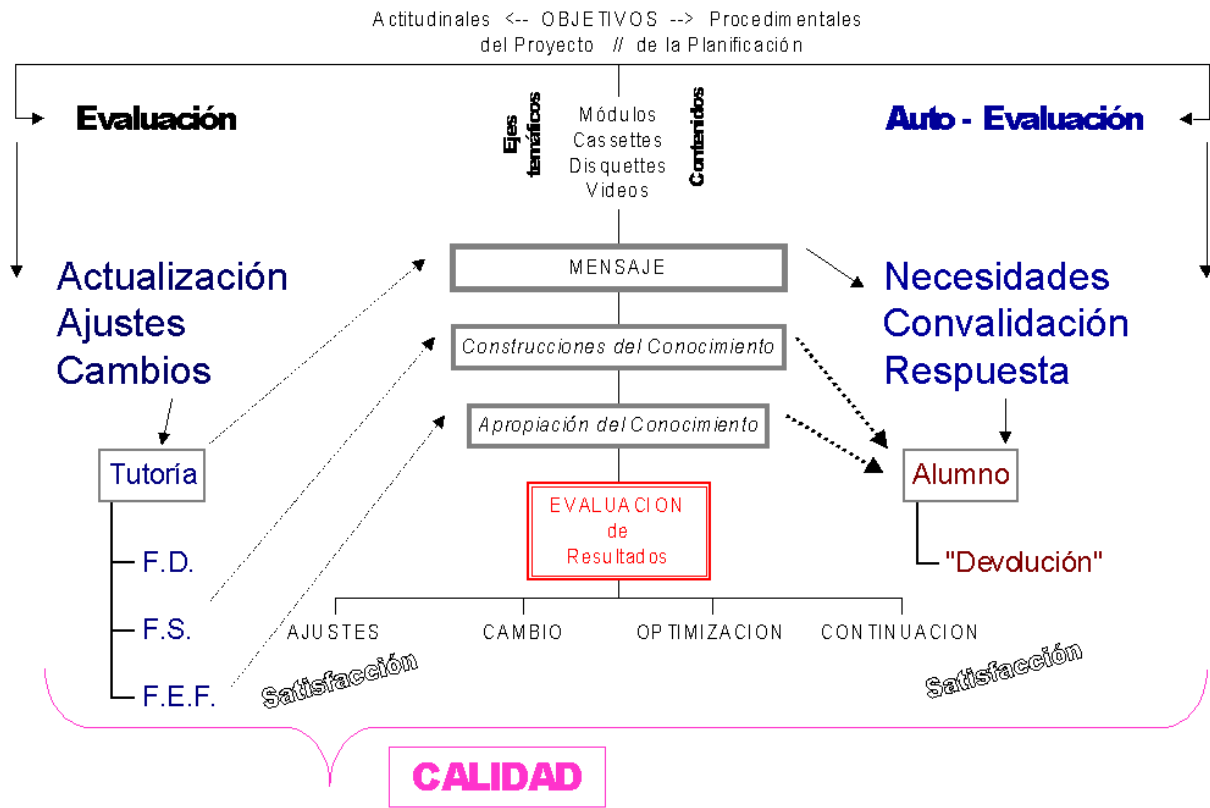 Actitudinales <-- OBJETIVOS --> Procedimentales
del Proyecto // de la Planificación
Evaluación
Ejes
temáticos
Módulos
Cassettes
Disquettes
Videos
Contenidos
Auto - Evaluación
Actualización
Ajustes
Cambios
MENSAJE
Construcciones del Conocimiento
Apropiación del Conocimiento
Necesidades
Convalidación
Respuesta
Tutoría
F.D.
F.S.
F.E.F.
EVALUACION
de
Resultados
Alumno
"Devolución"
AJUSTES
CAMBIO
OPTIMIZACION
CONTINUACION
Satisfacción
Satisfacción
CALIDAD